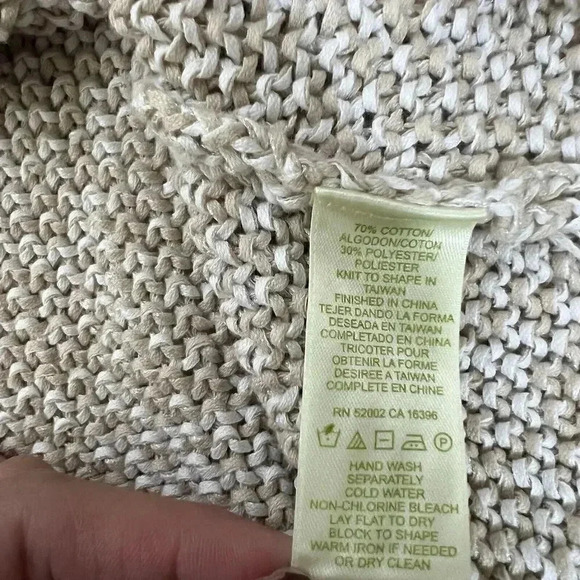 70% COTTON/
ALGODON/COTON
30% POLYESTER/
POLIESTER
KNIT TO SHAPE IN
TAIWAN
FINISHED IN CHINA
TEJER DANDO LA FORMA
DESEADA EN TAIWAN
COMPLETADO EN CHINA
TRICOTER POUR
OBTENIR LA FORME
DESIREE A TAIWAN
COMPLETE EN CHINE
RN 52002 CA 16396
HAND WASH
SEPARATELY
COLD WATER
NON-CHLORINE BLEACH
LAY FLAT TO DRY
BLOCK TO SHAPE
WARM IRON IF NEEDED
OR DRY CLEAN